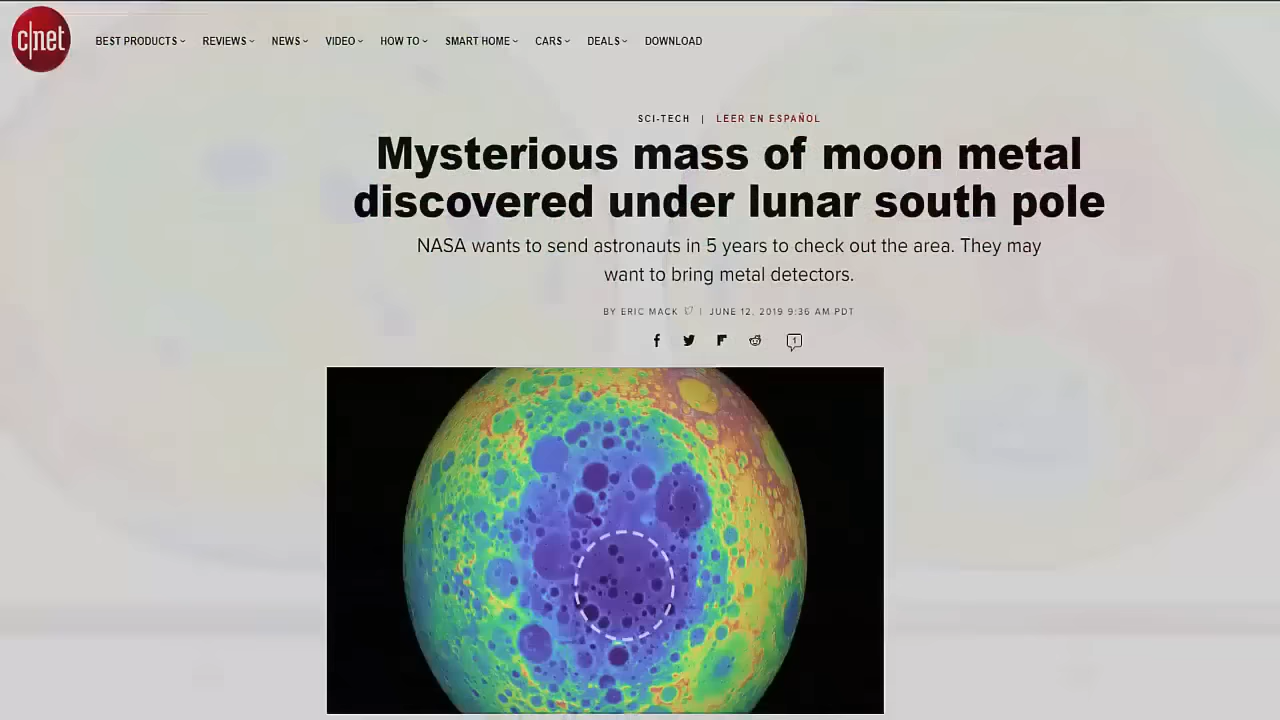 c|net
BEST PRODUCTS REVIEWS NEWS VIDEO HOW TO SMART HOME CARS DEALS DOWNLOAD
SCI-TECH | LEER EN ESPAÑOL
Mysterious mass of moon metal
discovered under lunar south pole
NASA wants to send astronauts in 5 years to check out the area. They may
want to bring metal detectors.
BY ERIC MACK | JUNE 12, 2019 9:36 AM PDT
1